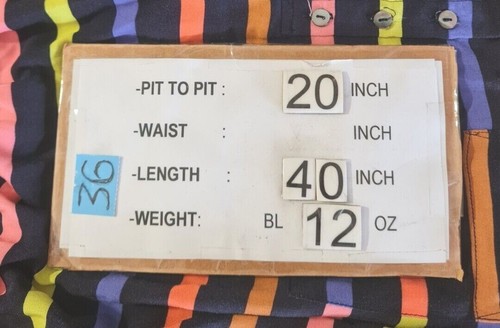 -PIT TO PIT : 20 INCH
-WAIST : INCH
-LENGTH : 40 INCH
36
-WEIGHT: BL 12 OZ